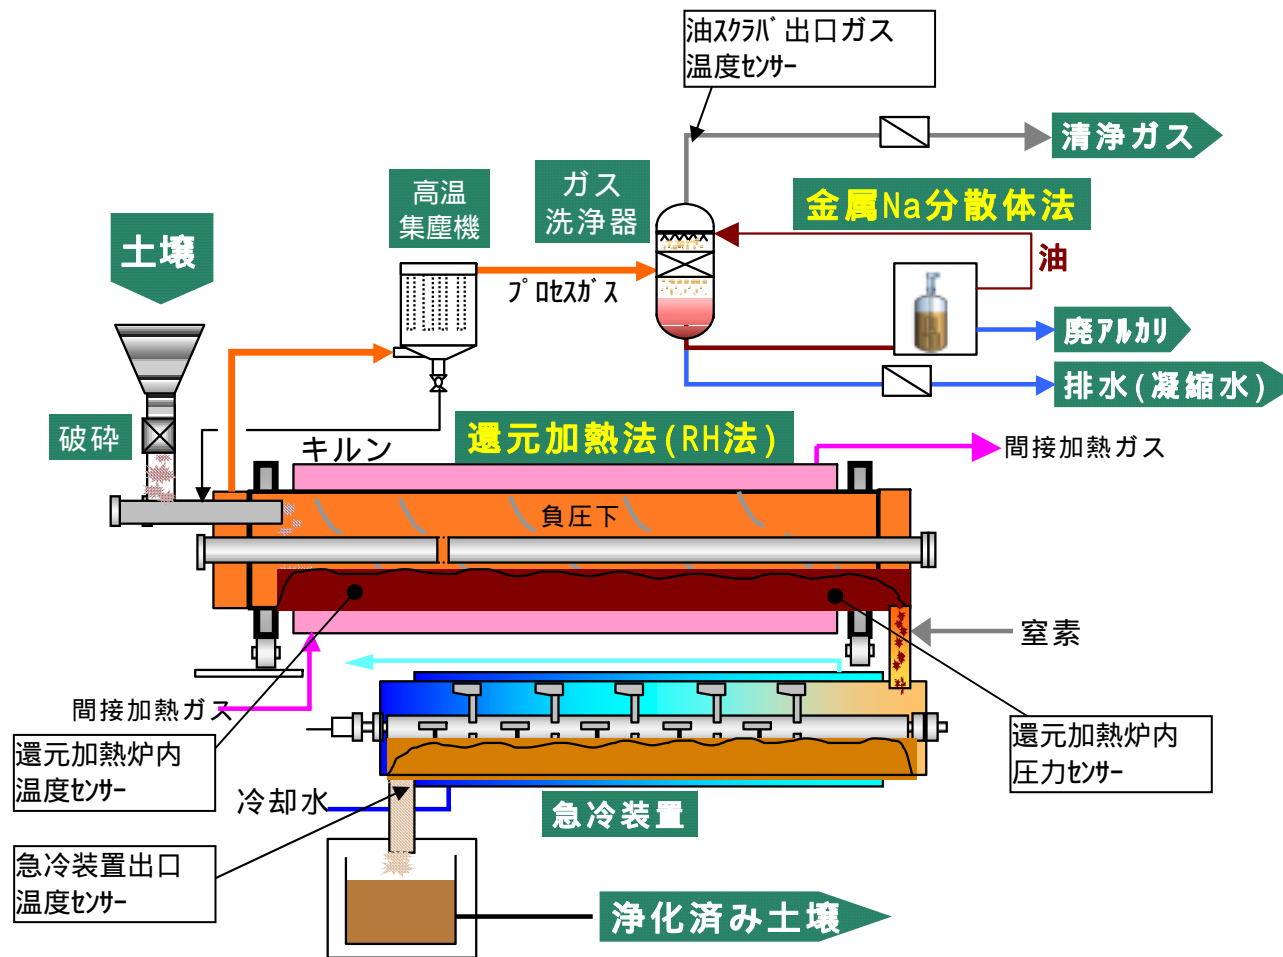 油ｽｸﾗﾊﾞ出口ガス
温度ｾﾝｻｰ
清浄ガス
ガス
洗浄器
高温
集塵機
金属Na分散体法
土壌
油
ﾌﾟﾛｾｽｶﾞｽ
廃ｱﾙｶﾘ
排水(凝縮水)
破砕
還元加熱法(RH法)
キルン
間接加熱ガス
負圧下
窒素
間接加熱ガス
還元加熱炉内
温度ｾﾝｻｰ
還元加熱炉内
圧力ｾﾝｻｰ
冷却水
急冷装置
急冷装置出口
温度ｾﾝｻｰ
浄化済み土壌